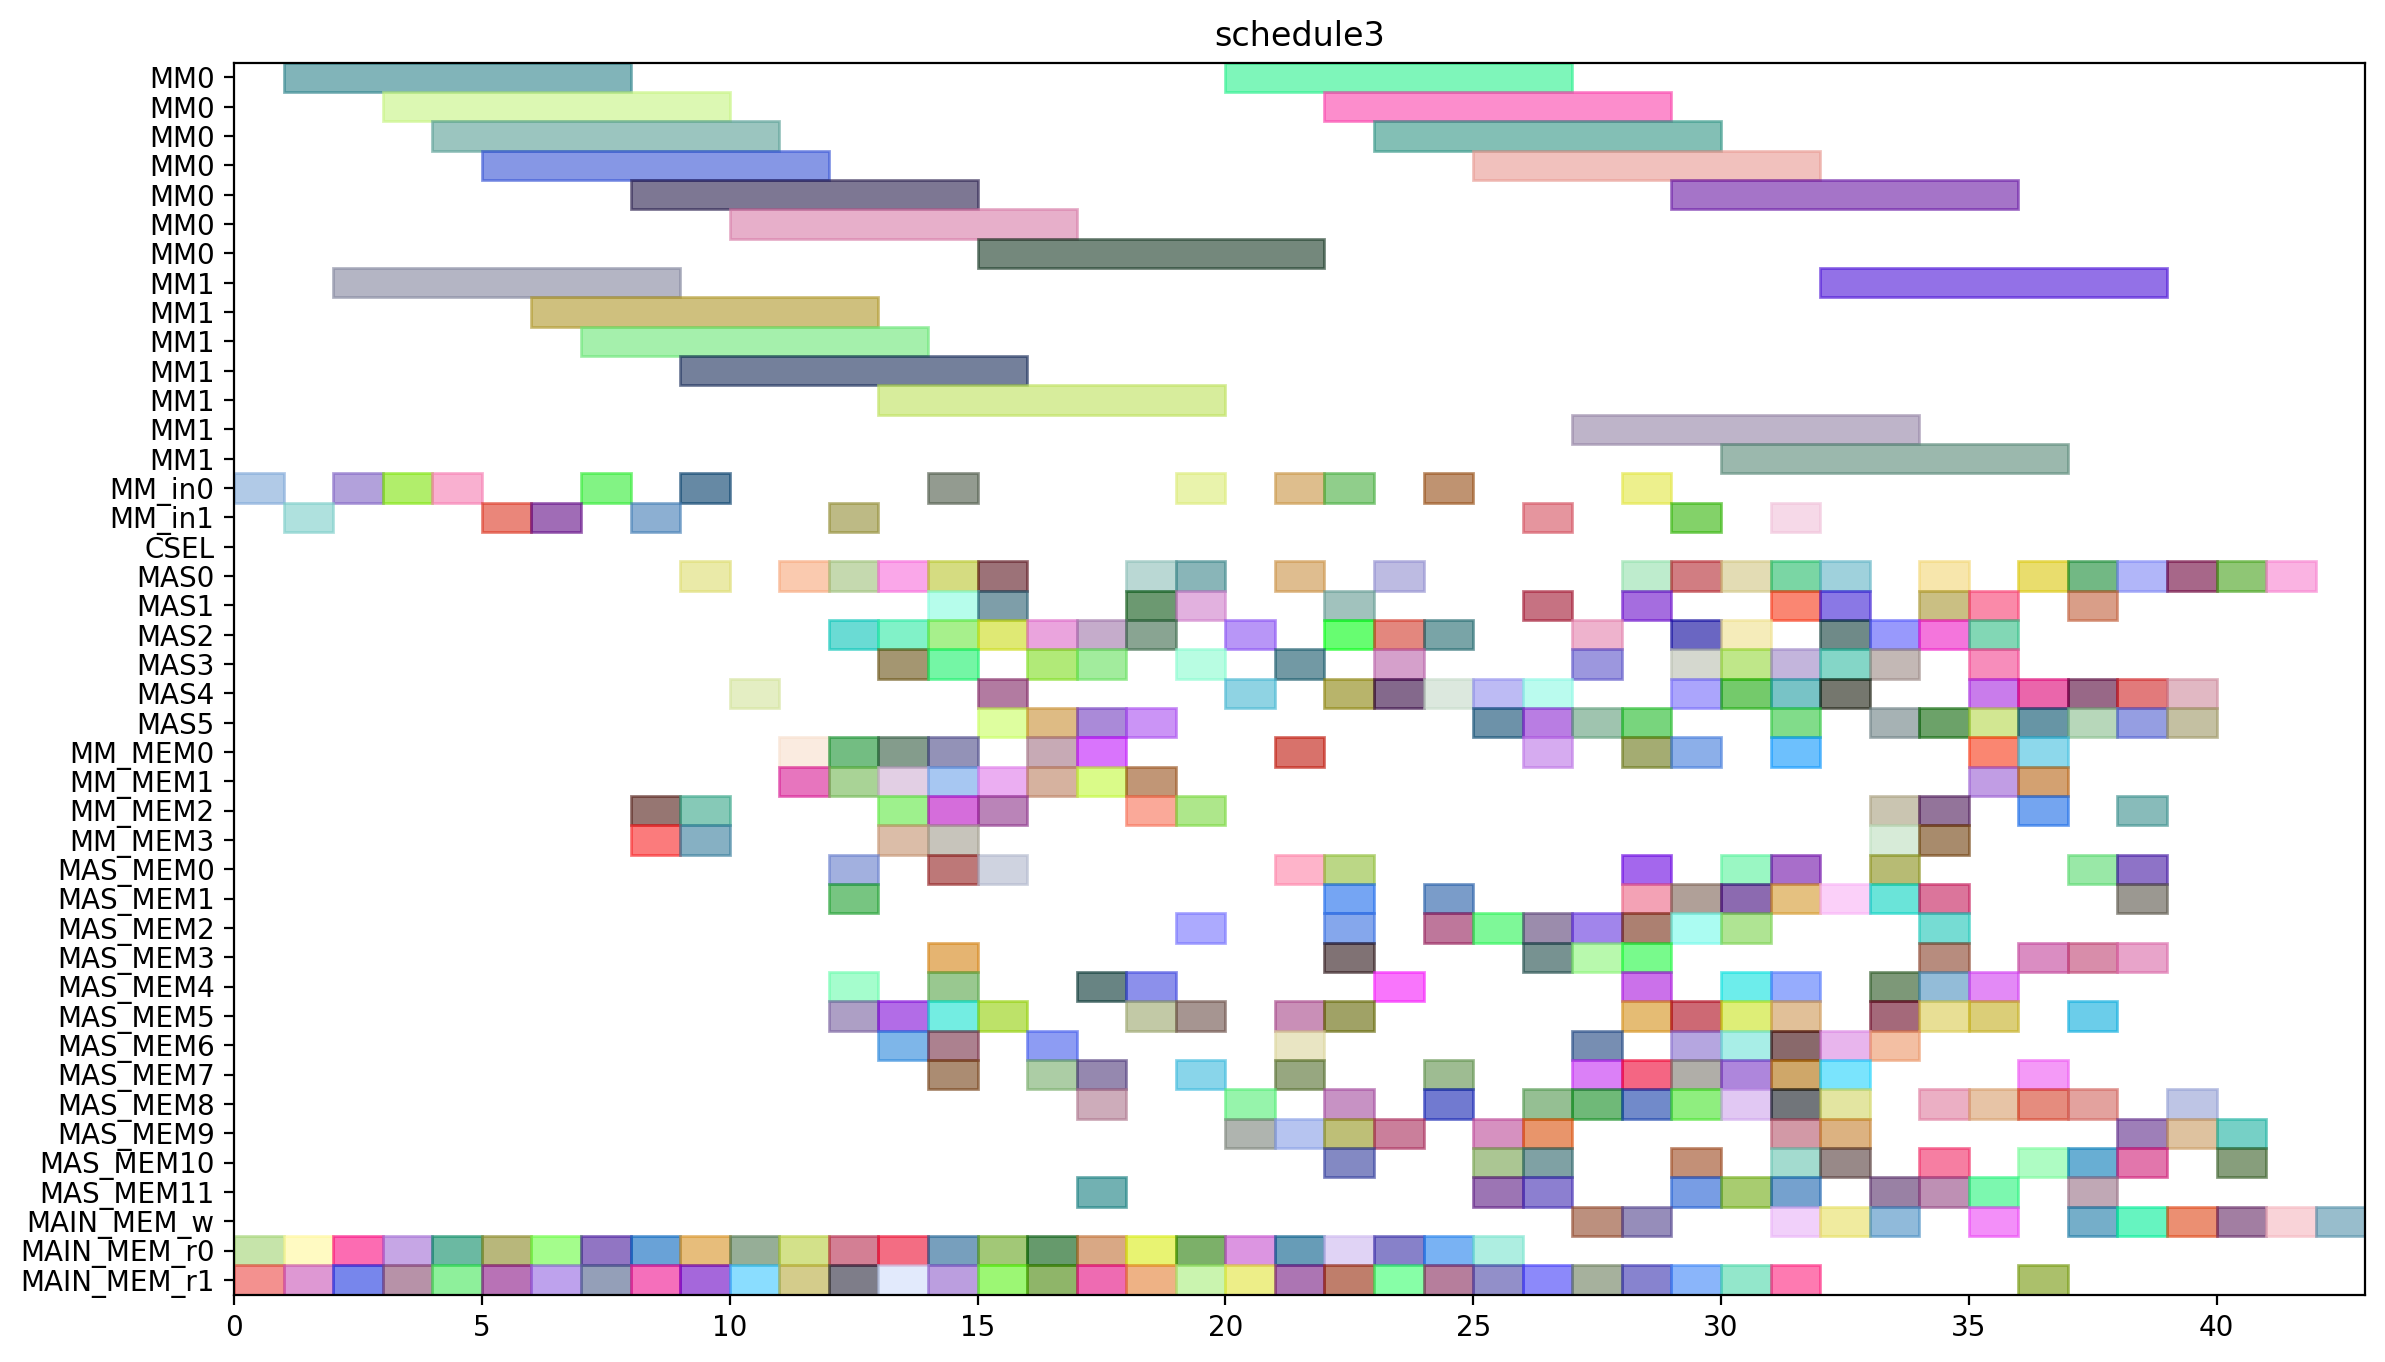 schedule3
MM0
MM0
MM0
MM0
MM0
MM0
MM0
MM1
MM1
MM1
MM1
MM1
MM1
MM1
MM_in0
MM_in1
CSEL
MAS0
MAS1
MAS2
MAS3
MAS4
MAS5
MM_MEM0
MM_MEM1
MM_MEM2
MM_MEM3
MAS_MEM0
MAS_MEM1
MAS_MEM2
MAS_MEM3
MAS_MEM4
MAS_MEM5
MAS_MEM6
MAS_MEM7
MAS_MEM8
MAS_MEM9
MAS_MEM10
MAS_MEM11
MAIN_MEM_w
MAIN_MEM_r0
MAIN_MEM_r1
0 5 10 15 20 25 30 35 40